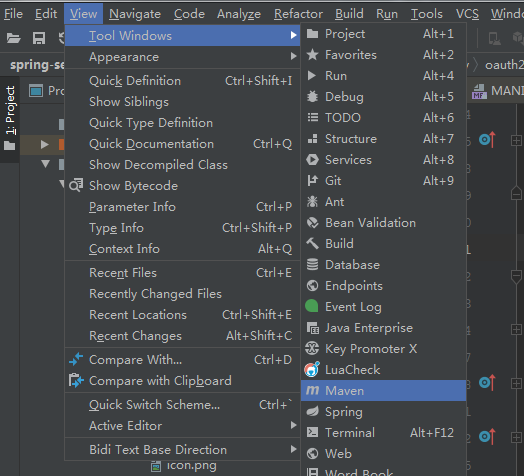 File Edit View Navigate Code Analyze Refactor Build Run Tools VCS Window
spring-se
oauth2
1: Project
Pro
MANI
Tool Windows
Appearance
Quick Definition Ctrl+Shift+I
Show Siblings
Quick Type Definition
Quick Documentation Ctrl+Q
Show Decompiled Class
Show Bytecode
Parameter Info Ctrl+P
Type Info Ctrl+Shift+P
Context Info Alt+Q
Recent Files Ctrl+E
Recently Changed Files
Recent Locations Ctrl+Shift+E
Recent Changes Alt+Shift+C
Compare With... Ctrl+D
Compare with Clipboard
Quick Switch Scheme... Ctrl+`
Active Editor
Bidi Text Base Direction
icon.png
Project Alt+1
Favorites Alt+2
Run Alt+4
Debug Alt+5
TODO Alt+6
Structure Alt+7
Services Alt+8
Git Alt+9
Ant
Bean Validation
Build
Database
Endpoints
Event Log
Java Enterprise
Key Promoter X
LuaCheck
Maven
Spring
Terminal Alt+F12
Web
Word Book